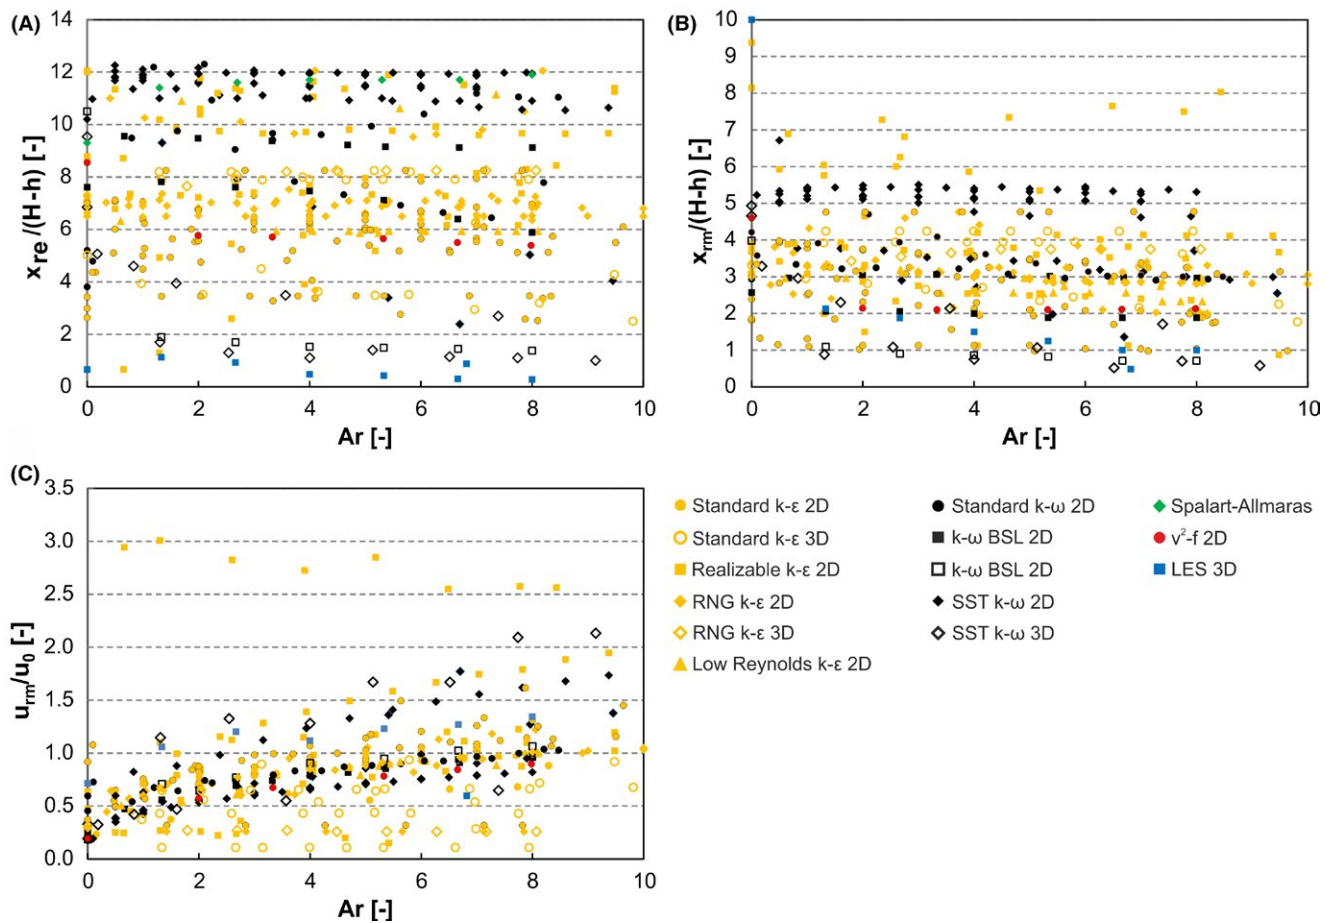 (A)
14
12
10
8
6
4
2
0
x_re/(H-h) [-]
0 2 4 6 8 10
Ar [-]
(B)
10
9
8
7
6
5
4
3
2
1
0
x_rm/(H-h) [-]
0 2 4 6 8 10
Ar [-]
(C)
3.5
3.0
2.5
2.0
1.5
1.0
0.5
0.0
u_rm/u_0 [-]
0 2 4 6 8 10
Ar [-]
Standard k-ε 2D
Standard k-ε 3D
Realizable k-ε 2D
RNG k-ε 2D
RNG k-ε 3D
Low Reynolds k-ε 2D
Standard k-ω 2D
k-ω BSL 2D
k-ω BSL 2D
SST k-ω 2D
SST k-ω 3D
Spalart-Allmaras
v²-f 2D
LES 3D